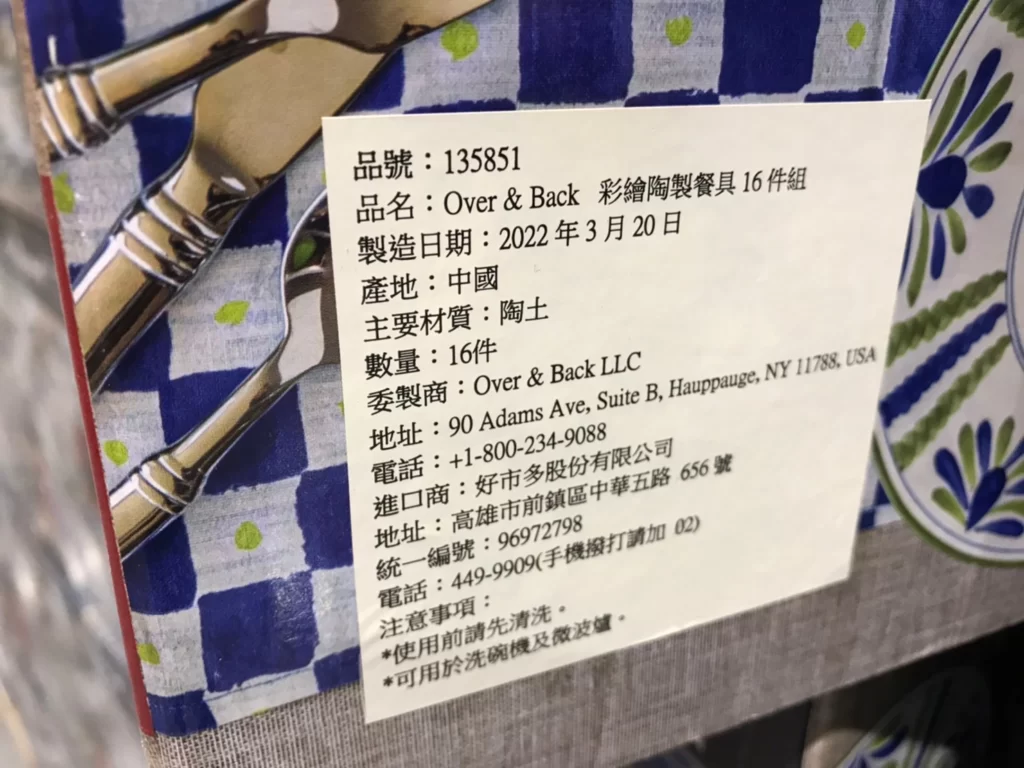 品號：135851
品名：Over & Back 彩繪陶製餐具 16 件組
製造日期：2022 年 3 月 20 日
產地：中國
主要材質：陶土
數量：16件
委製商：Over & Back LLC
地址：90 Adams Ave, Suite B, Hauppauge, NY 11788, USA
電話：+1-800-234-9088
進口商：好市多股份有限公司
地址：高雄市前鎮區中華五路 656 號
統一編號：96972798
電話：449-9909(手機撥打請加 02)
注意事項：
*使用前請先清洗。
*可用於洗碗機及微波爐。